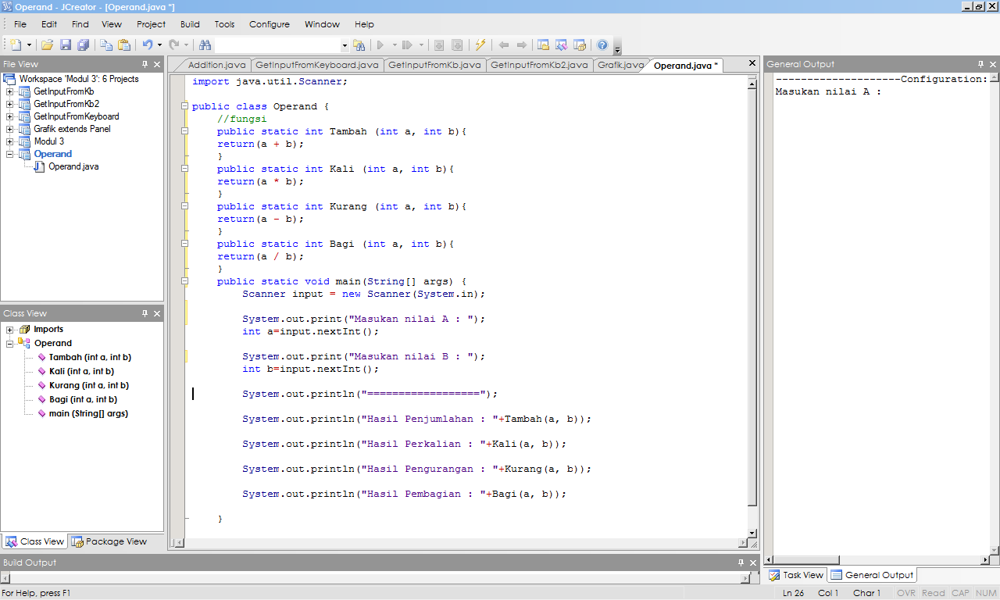 Operand - JCreator - [Operand.java *]
File Edit Find View Project Build Tools Configure Window Help
File View
Workspace 'Modul 3': 6 Projects
GetInputFromKb
GetInputFromKb2
GetInputFromKeyboard
Grafik extends Panel
Modul 3
Operand
Operand.java
Class View
Imports
Operand
Tambah (int a, int b)
Kali (int a, int b)
Kurang (int a, int b)
Bagi (int a, int b)
main (String[] args)
Class View Package View
Addition.java GetInputFromKeyboard.java GetInputFromKb.java GetInputFromKb2.java Grafik.java Operand.java *
import java.util.Scanner;
public class Operand {
//fungsi
public static int Tambah (int a, int b){
return(a + b);
}
public static int Kali (int a, int b){
return(a * b);
}
public static int Kurang (int a, int b){
return(a - b);
}
public static int Bagi (int a, int b){
return(a / b);
}
public static void main(String[] args) {
Scanner input = new Scanner(System.in);
System.out.print("Masukan nilai A : ");
int a=input.nextInt();
System.out.print("Masukan nilai B : ");
int b=input.nextInt();
System.out.println("==================");
System.out.println("Hasil Penjumlahan : "+Tambah(a, b));
System.out.println("Hasil Perkalian : "+Kali(a, b));
System.out.println("Hasil Pengurangan : "+Kurang(a, b));
System.out.println("Hasil Pembagian : "+Bagi(a, b));
}
General Output
--------------------Configuration:
Masukan nilai A :
Task View General Output
Build Output
For Help, press F1
Ln 26 Col 1 Char 1 OVR Read CAP NUM